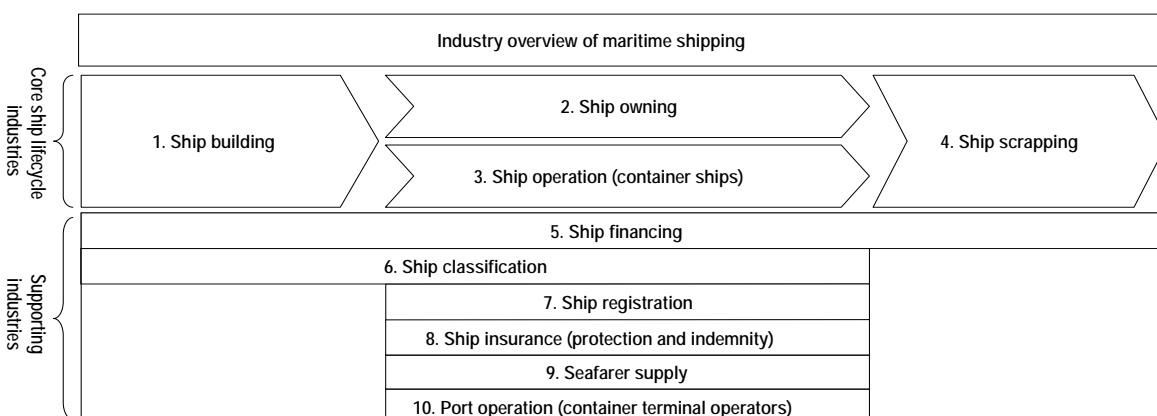 Industry overview of maritime shipping
Core ship lifecycle
industries
1. Ship building
2. Ship owning
3. Ship operation (container ships)
4. Ship scrapping
Supporting
industries
5. Ship financing
6. Ship classification
7. Ship registration
8. Ship insurance (protection and indemnity)
9. Seafarer supply
10. Port operation (container terminal operators)